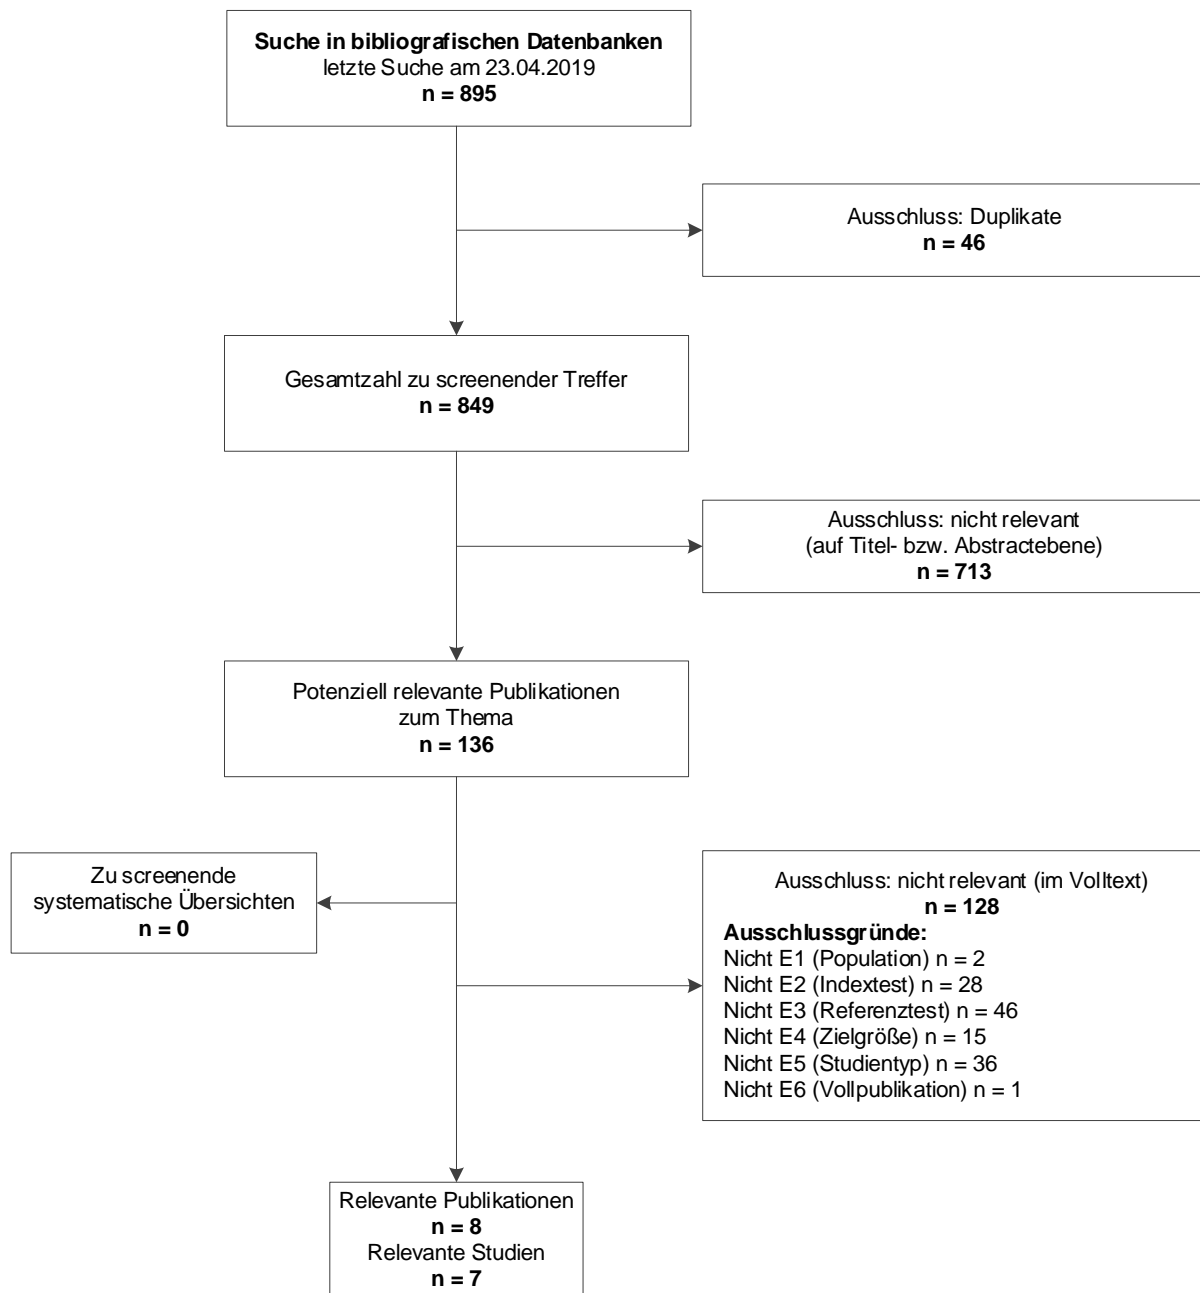 Suche in bibliografischen Datenbanken
letzte Suche am 23.04.2019
n = 895
Ausschluss: Duplikate
n = 46
Gesamtzahl zu screenender Treffer
n = 849
Ausschluss: nicht relevant
(auf Titel- bzw. Abstractebene)
n = 713
Potenziell relevante Publikationen
zum Thema
n = 136
Zu screenende
systematische Übersichten
n = 0
Ausschluss: nicht relevant (im Volltext)
n = 128
Ausschlussgründe:
Nicht E1 (Population) n = 2
Nicht E2 (Indextest) n = 28
Nicht E3 (Referenztest) n = 46
Nicht E4 (Zielgröße) n = 15
Nicht E5 (Studientyp) n = 36
Nicht E6 (Vollpublikation) n = 1
Relevante Publikationen
n = 8
Relevante Studien
n = 7